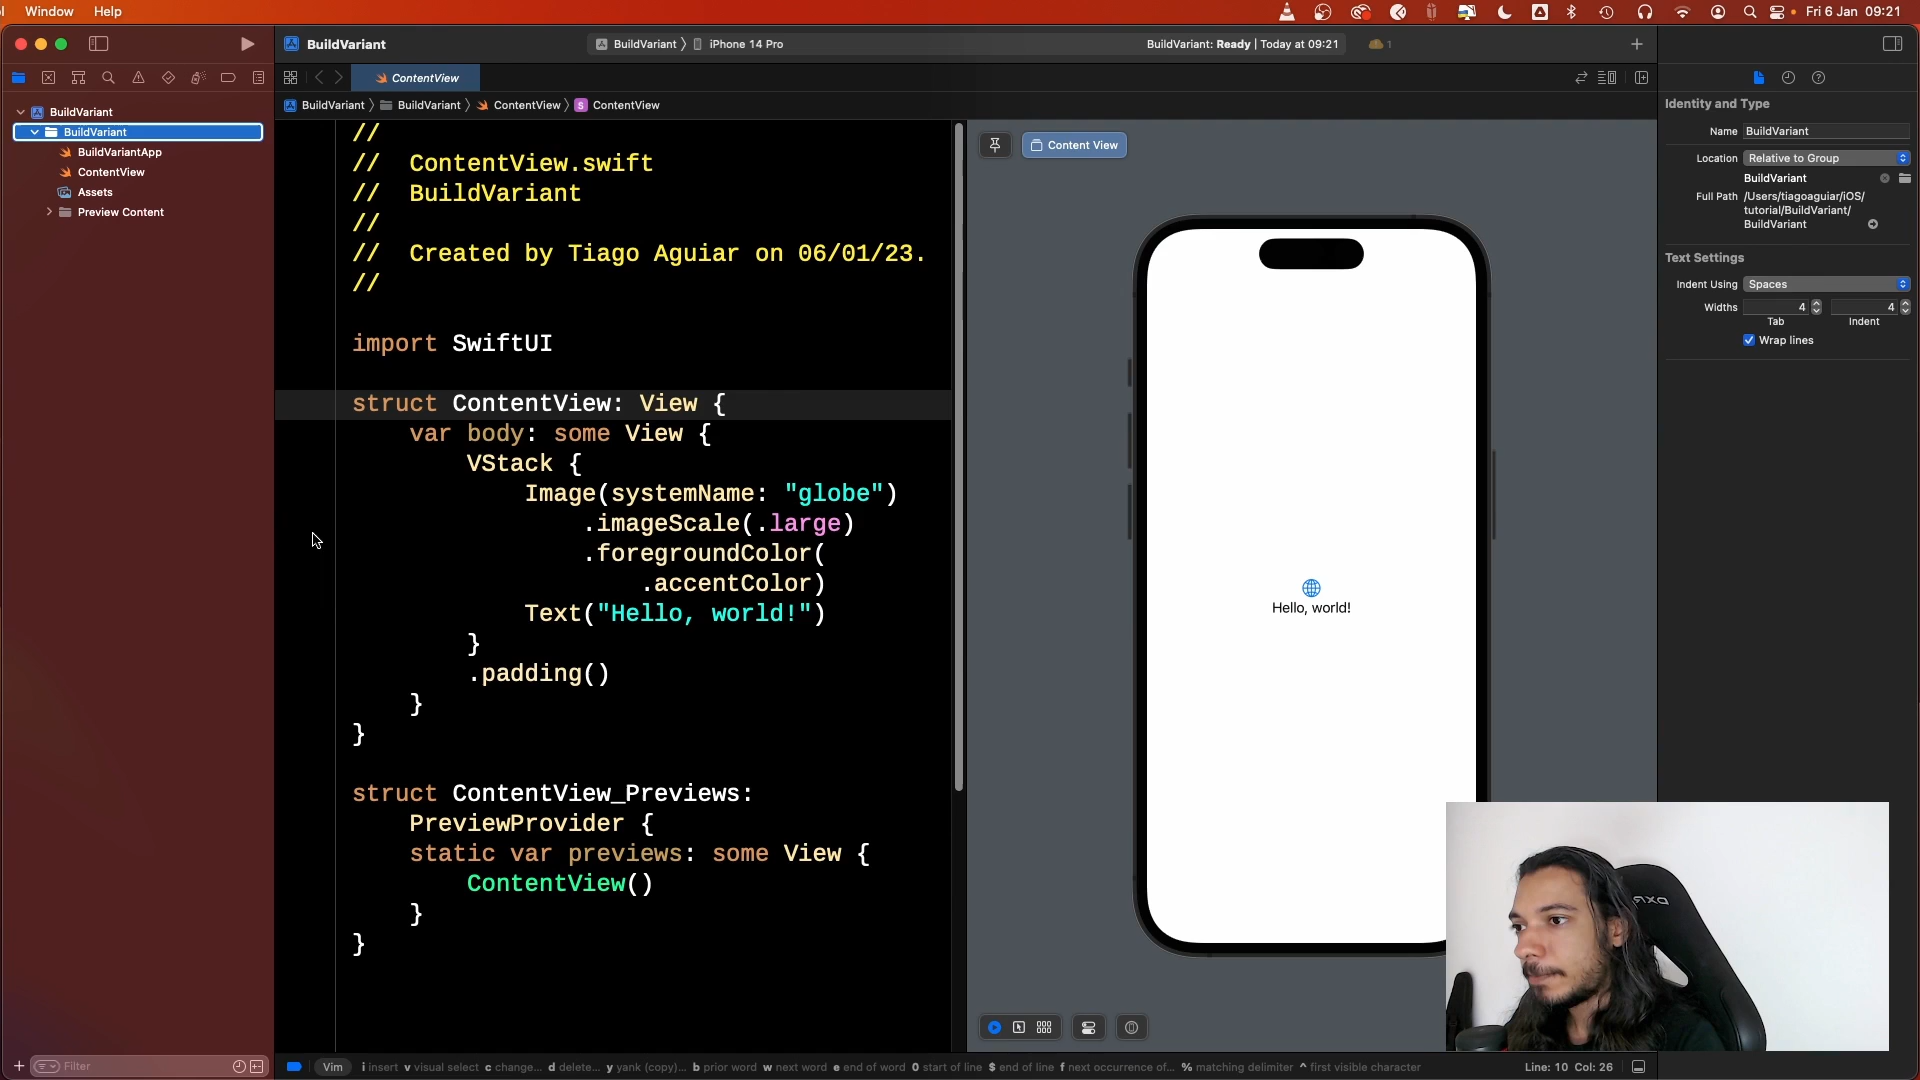 Window Help
Fri 6 Jan 09:21
BuildVariant
BuildVariant
iPhone 14 Pro
BuildVariant: Ready | Today at 09:21
1
ContentView
BuildVariant
BuildVariant
ContentView
ContentView
BuildVariant
BuildVariant
BuildVariantApp
ContentView
Assets
Preview Content
Filter
//
// ContentView.swift
// BuildVariant
//
// Created by Tiago Aguiar on 06/01/23.
//
import SwiftUI
struct ContentView: View {
var body: some View {
VStack {
Image(systemName: "globe")
.imageScale(.large)
.foregroundColor(
.accentColor)
Text("Hello, world!")
}
.padding()
}
}
struct ContentView_Previews:
PreviewProvider {
static var previews: some View {
ContentView()
}
}
Content View
Hello, world!
Identity and Type
Name BuildVariant
Location Relative to Group
BuildVariant
Full Path /Users/tiagoaguiar/iOS/
tutorial/BuildVariant/
BuildVariant
Text Settings
Indent Using Spaces
Widths 4 4
Tab Indent
Wrap lines
DXR
Vim i insert v visual select c change... d delete... y yank (copy)... b prior word w next word e end of word 0 start of line $ end of line f next occurrence of... % matching delimiter ^ first visible character
Line: 10 Col: 26